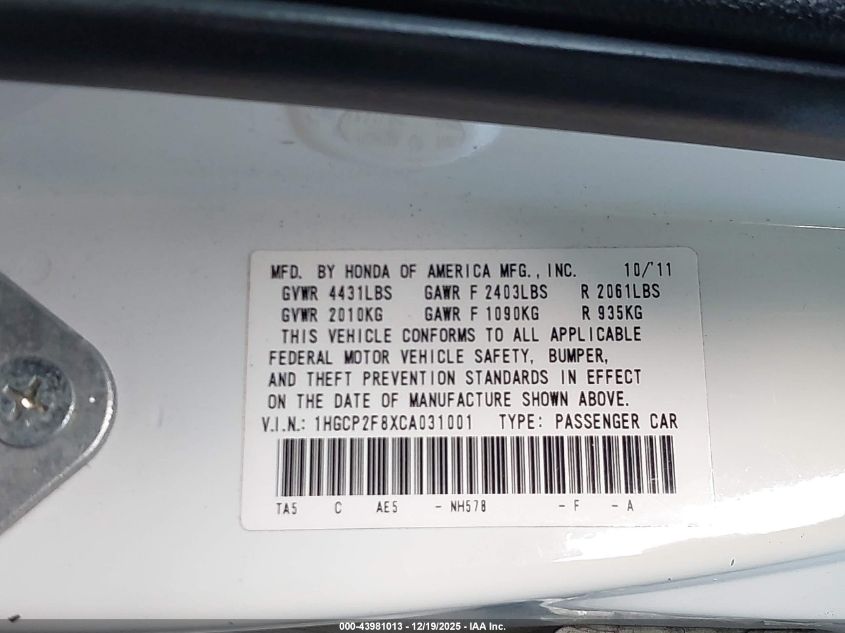 MFD. BY HONDA OF AMERICA MFG., INC. 10/'11
GVWR 4431LBS GAWR F 2403LBS R 2061LBS
GVWR 2010KG GAWR F 1090KG R 935KG
THIS VEHICLE CONFORMS TO ALL APPLICABLE
FEDERAL MOTOR VEHICLE SAFETY, BUMPER,
AND THEFT PREVENTION STANDARDS IN EFFECT
ON THE DATE OF MANUFACTURE SHOWN ABOVE.
V.I.N.: 1HGCP2F8XCA031001 TYPE: PASSENGER CAR
TA5 C AE5 - NH578 - F - A
000-43981013 - 12/19/2025 - IAA Inc.